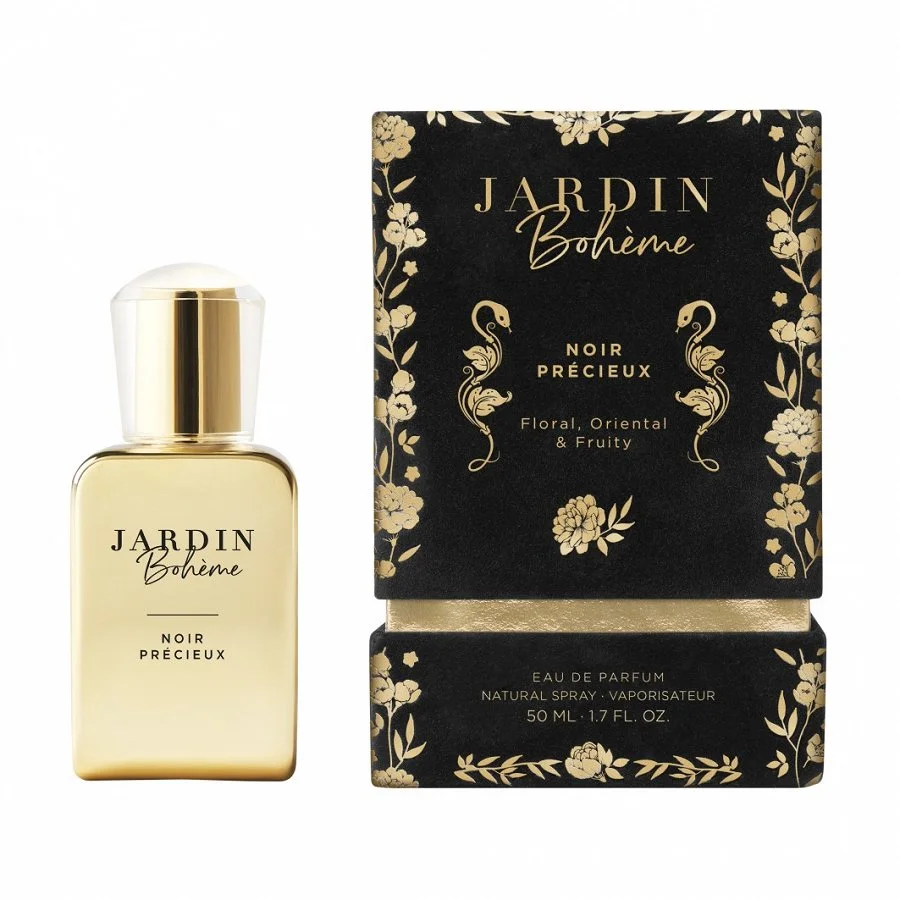 JARDIN
Bohème
NOIR
PRÉCIEUX
JARDIN
Bohème
NOIR
PRÉCIEUX
Floral, Oriental
& Fruity
EAU DE PARFUM
NATURAL SPRAY · VAPORISATEUR
50 ML · 1.7 FL. OZ.